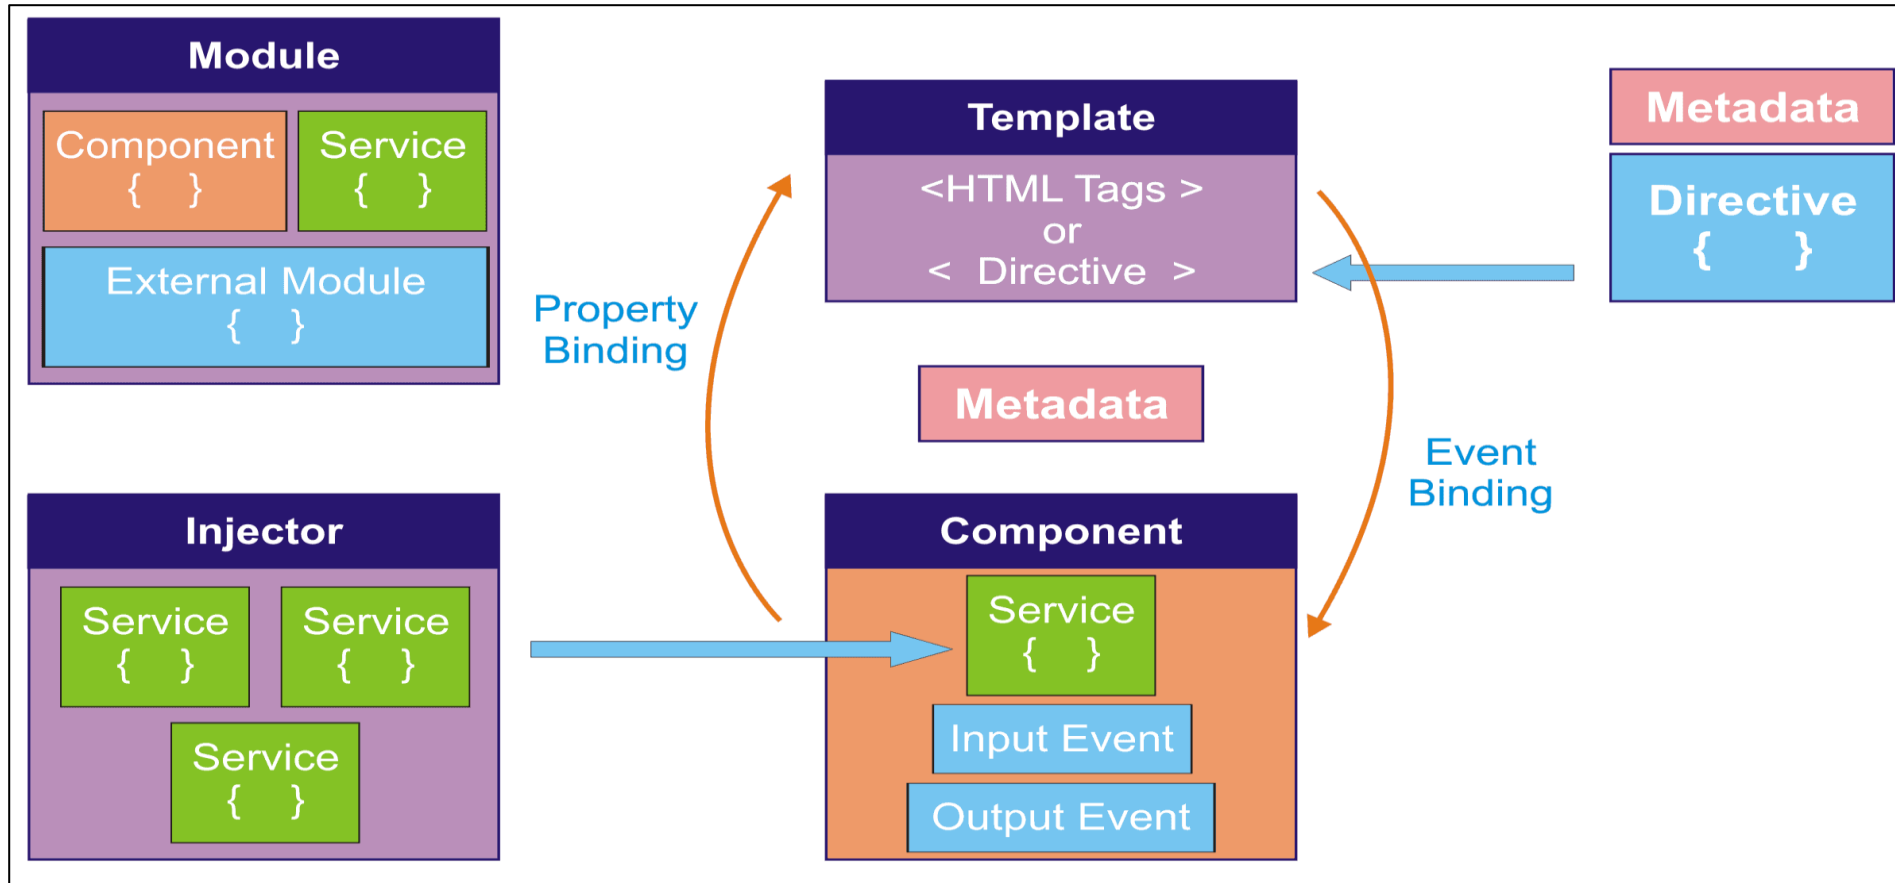 Module
Component
{ }
Service
{ }
External Module
{ }
Template
<HTML Tags >
or
< Directive >
Metadata
Directive
{ }
Property
Binding
Metadata
Event
Binding
Injector
Service
{ }
Service
{ }
Service
{ }
Component
Service
{ }
Input Event
Output Event